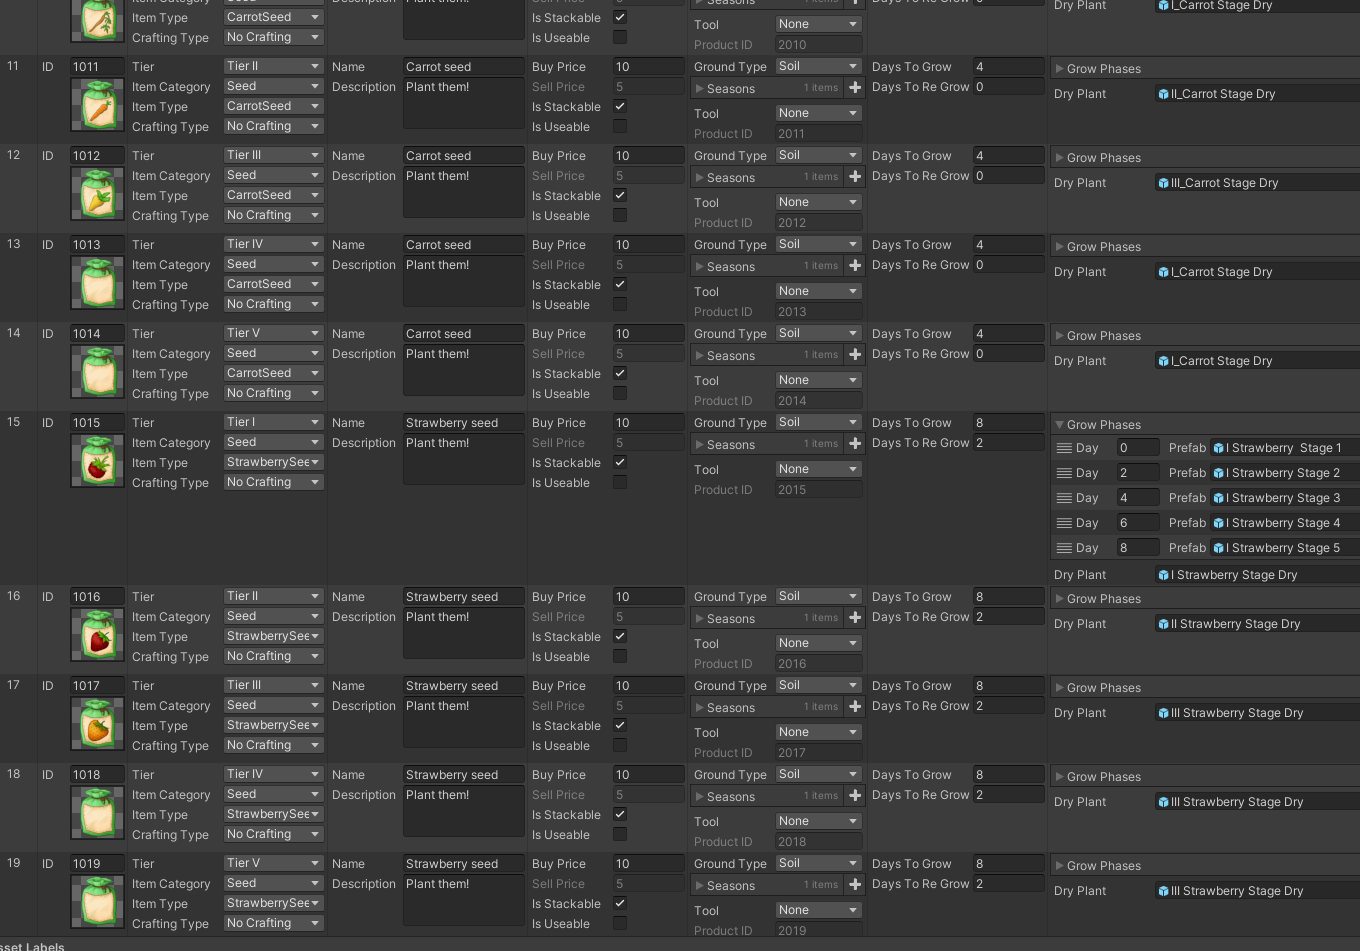 Item Category Description Plant them! Seasons Dry Plant I_Carrot Stage Dry
Item Type CarrotSeed Is Stackable Tool None
Crafting Type No Crafting Is Useable Product ID 2010
11 ID 1011 Tier Tier II Name Carrot seed Buy Price 10 Ground Type Soil Days To Grow 4 Grow Phases
Item Category Seed Description Plant them! Sell Price 5 Seasons 1 items Days To Re Grow 0 Dry Plant II_Carrot Stage Dry
Item Type CarrotSeed Is Stackable Tool None
Crafting Type No Crafting Is Useable Product ID 2011
12 ID 1012 Tier Tier III Name Carrot seed Buy Price 10 Ground Type Soil Days To Grow 4 Grow Phases
Item Category Seed Description Plant them! Sell Price 5 Seasons 1 items Days To Re Grow 0 Dry Plant III_Carrot Stage Dry
Item Type CarrotSeed Is Stackable Tool None
Crafting Type No Crafting Is Useable Product ID 2012
13 ID 1013 Tier Tier IV Name Carrot seed Buy Price 10 Ground Type Soil Days To Grow 4 Grow Phases
Item Category Seed Description Plant them! Sell Price 5 Seasons 1 items Days To Re Grow 0 Dry Plant I_Carrot Stage Dry
Item Type CarrotSeed Is Stackable Tool None
Crafting Type No Crafting Is Useable Product ID 2013
14 ID 1014 Tier Tier V Name Carrot seed Buy Price 10 Ground Type Soil Days To Grow 4 Grow Phases
Item Category Seed Description Plant them! Sell Price 5 Seasons 1 items Days To Re Grow 0 Dry Plant I_Carrot Stage Dry
Item Type CarrotSeed Is Stackable Tool None
Crafting Type No Crafting Is Useable Product ID 2014
15 ID 1015 Tier Tier I Name Strawberry seed Buy Price 10 Ground Type Soil Days To Grow 8 Grow Phases
Item Category Seed Description Plant them! Sell Price 5 Seasons 1 items Days To Re Grow 2 Day 0 Prefab I Strawberry  Stage 1
Item Type StrawberrySee Is Stackable Tool None Day 2 Prefab I Strawberry Stage 2
Crafting Type No Crafting Is Useable Product ID 2015 Day 4 Prefab I Strawberry Stage 3
Day 6 Prefab I Strawberry Stage 4
Day 8 Prefab I Strawberry Stage 5
Dry Plant I Strawberry Stage Dry
16 ID 1016 Tier Tier II Name Strawberry seed Buy Price 10 Ground Type Soil Days To Grow 8 Grow Phases
Item Category Seed Description Plant them! Sell Price 5 Seasons 1 items Days To Re Grow 2 Dry Plant II Strawberry Stage Dry
Item Type StrawberrySee Is Stackable Tool None
Crafting Type No Crafting Is Useable Product ID 2016
17 ID 1017 Tier Tier III Name Strawberry seed Buy Price 10 Ground Type Soil Days To Grow 8 Grow Phases
Item Category Seed Description Plant them! Sell Price 5 Seasons 1 items Days To Re Grow 2 Dry Plant III Strawberry Stage Dry
Item Type StrawberrySee Is Stackable Tool None
Crafting Type No Crafting Is Useable Product ID 2017
18 ID 1018 Tier Tier IV Name Strawberry seed Buy Price 10 Ground Type Soil Days To Grow 8 Grow Phases
Item Category Seed Description Plant them! Sell Price 5 Seasons 1 items Days To Re Grow 2 Dry Plant III Strawberry Stage Dry
Item Type StrawberrySee Is Stackable Tool None
Crafting Type No Crafting Is Useable Product ID 2018
19 ID 1019 Tier Tier V Name Strawberry seed Buy Price 10 Ground Type Soil Days To Grow 8 Grow Phases
Item Category Seed Description Plant them! Sell Price 5 Seasons 1 items Days To Re Grow 2 Dry Plant III Strawberry Stage Dry
Item Type StrawberrySee Is Stackable Tool None
Crafting Type No Crafting Is Useable Product ID 2019
sset Labels